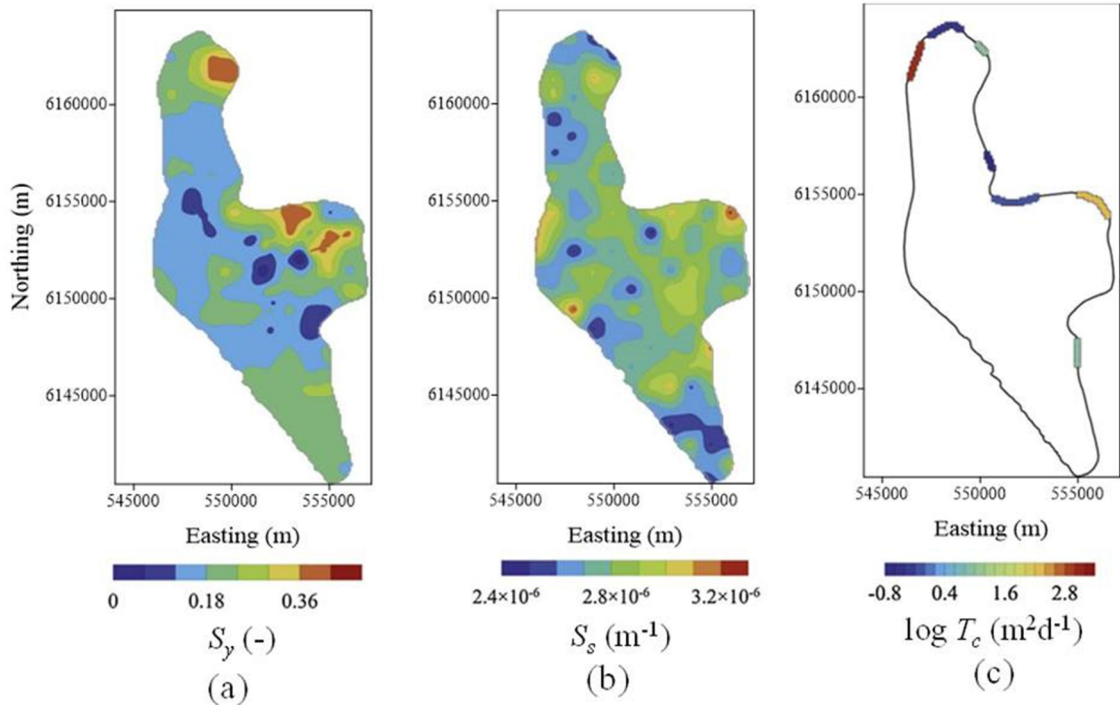 Northing (m)
6160000
6155000
6150000
6145000
545000 550000 555000
Easting (m)
0 0.18 0.36
S_y (-)
(a)
6160000
6155000
6150000
6145000
545000 550000 555000
Easting (m)
2.4×10⁻⁶ 2.8×10⁻⁶ 3.2×10⁻⁶
S_s (m⁻¹)
(b)
6160000
6155000
6150000
6145000
545000 550000 555000
Easting (m)
-0.8 0.4 1.6 2.8
log T_c (m²d⁻¹)
(c)